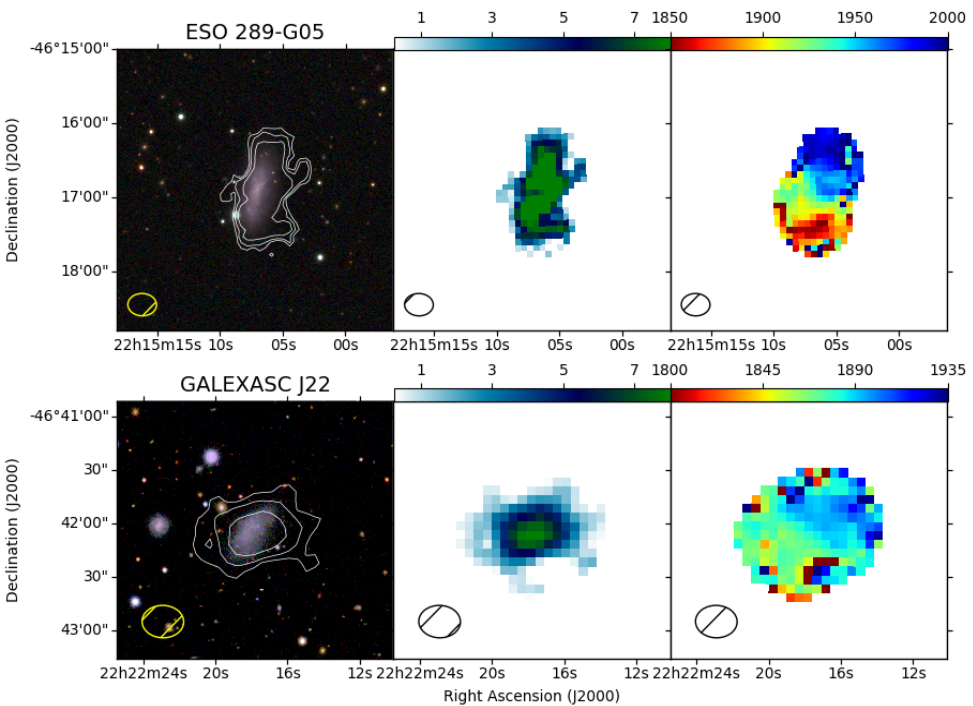 ESO 289-G05
1 3 5 7 1850 1900 1950 2000
-46°15'00"
16'00"
17'00"
18'00"
Declination (J2000)
22h15m15s 10s 05s 00s 22h15m15s 10s 05s 00s 22h15m15s 10s 05s 00s
GALEXASC J22
1 3 5 7 1800 1845 1890 1935
-46°41'00"
30"
42'00"
30"
43'00"
Declination (J2000)
22h22m24s 20s 16s 12s 22h22m24s 20s 16s 12s 22h22m24s 20s 16s 12s
Right Ascension (J2000)